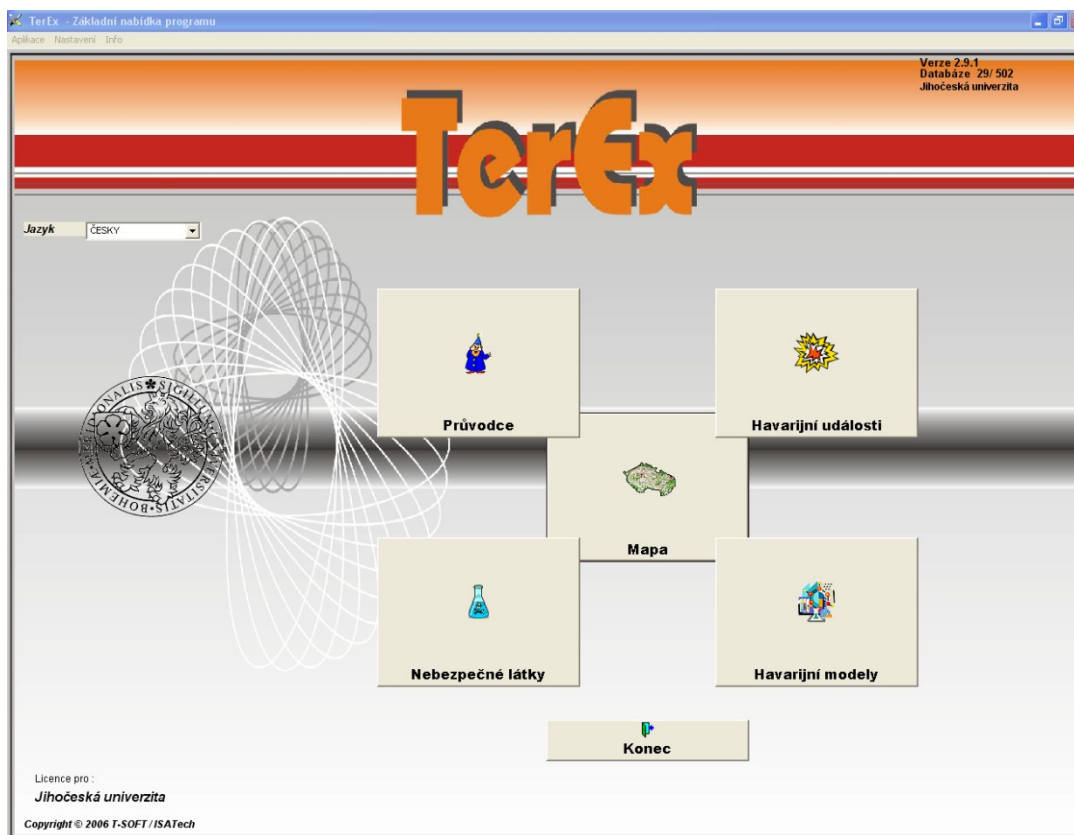 TerEx - Základní nabídka programu
Aplikace Nastavení Info
Verze 2.9.1
Databáze 29/ 502
Jihočeská univerzita
TerEx
Jazyk ČESKY
Průvodce
Havarijní události
Mapa
Nebezpečné látky
Havarijní modely
Konec
Licence pro :
Jihočeská univerzita
Copyright © 2006 T-SOFT / ISATech